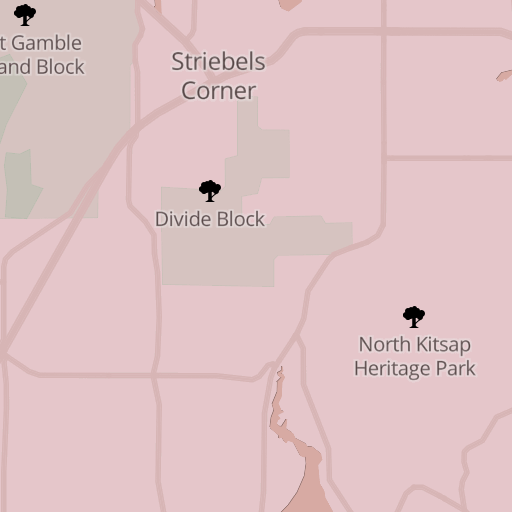 t Gamble
and Block
Striebels
Corner
Divide Block
North Kitsap
Heritage Park